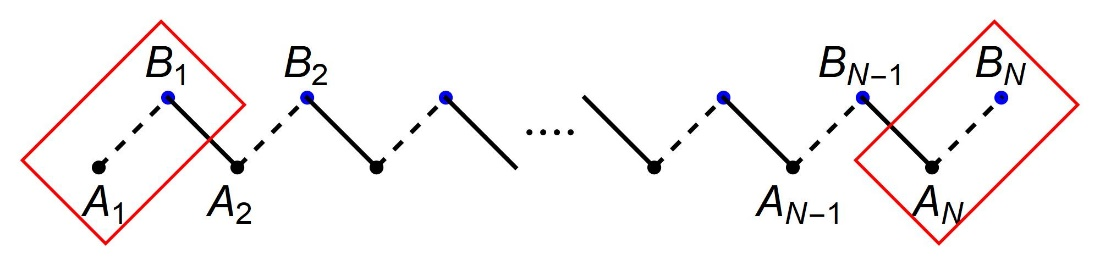 B₁ B₂ Bₙ₋₁ Bₙ
A₁ A₂ Aₙ₋₁ Aₙ